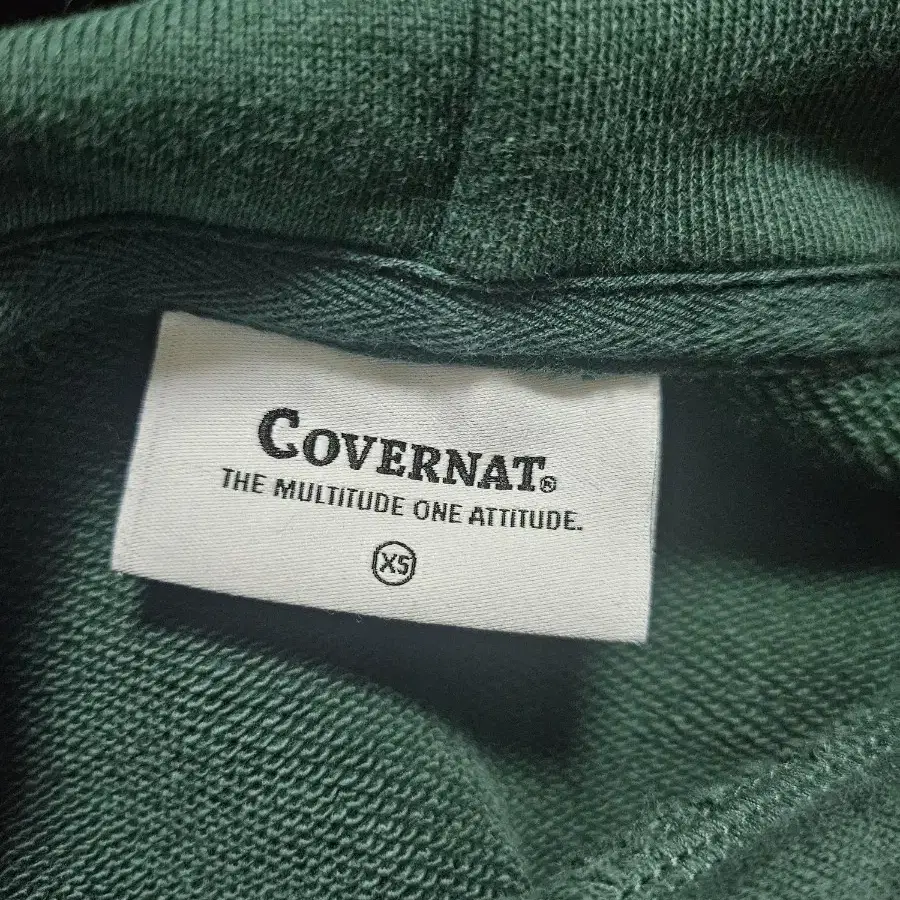 COVERNAT®
THE MULTITUDE ONE ATTITUDE.
XS